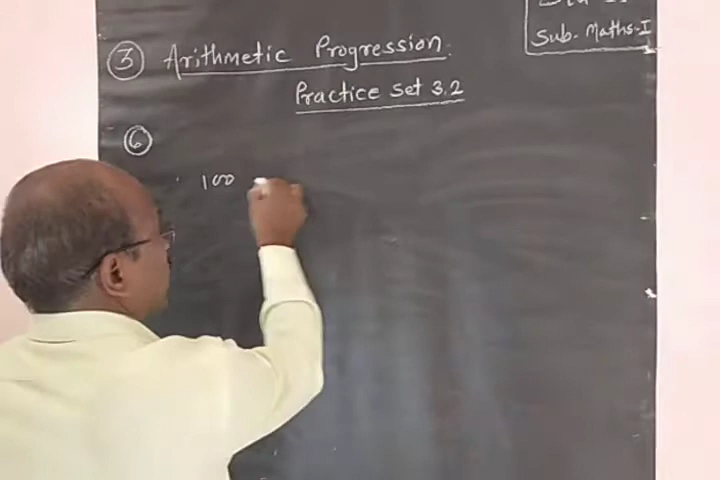 Sub. Maths-I
③ Arithmetic Progression.
Practice set 3.2
⑥
100